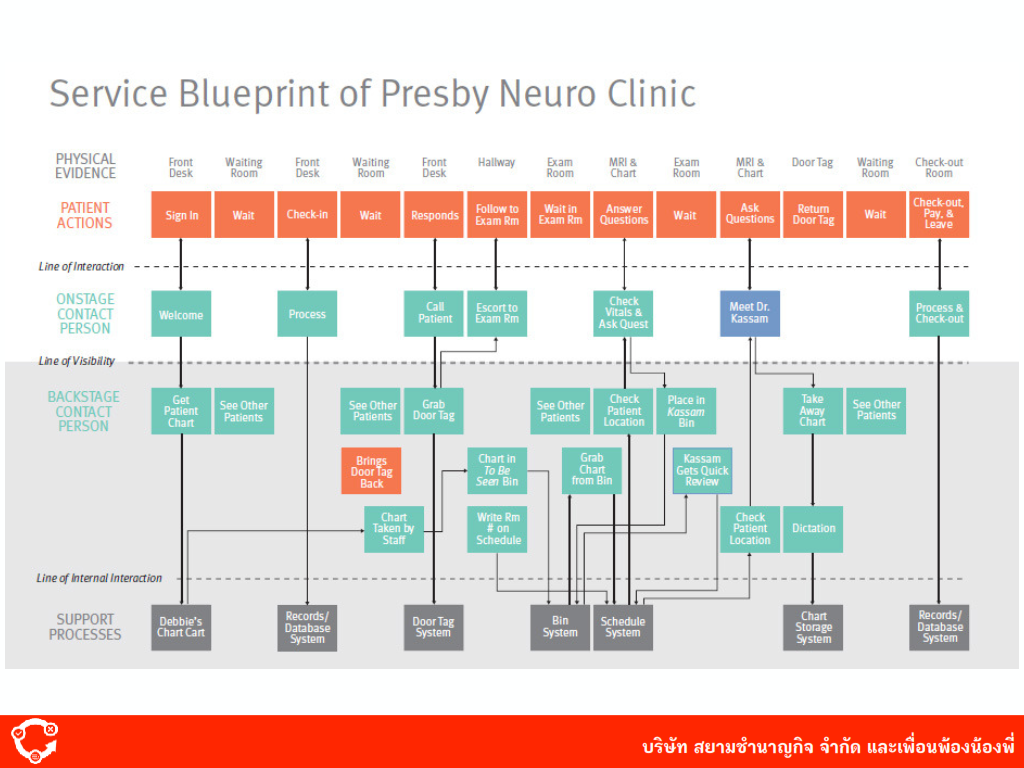 Service Blueprint of Presby Neuro Clinic
PHYSICAL
EVIDENCE
Front
Desk
Waiting
Room
Front
Desk
Waiting
Room
Front
Desk
Hallway
Exam
Room
MRI &
Chart
Exam
Room
MRI &
Chart
Door Tag
Waiting
Room
Check-out
Room
PATIENT
ACTIONS
Sign In
Wait
Check-in
Wait
Responds
Follow to
Exam Rm
Wait in
Exam Rm
Answer
Questions
Wait
Ask
Questions
Return
Door Tag
Wait
Check-out,
Pay, &
Leave
Line of Interaction
ONSTAGE
CONTACT
PERSON
Welcome
Process
Call
Patient
Escort to
Exam Rm
Check
Vitals &
Ask Quest
Meet Dr.
Kassam
Process &
Check-out
Line of Visibility
BACKSTAGE
CONTACT
PERSON
Get
Patient
Chart
See Other
Patients
See Other
Patients
Grab
Door Tag
See Other
Patients
Check
Patient
Location
Place in
Kassam
Bin
Take
Away
Chart
See Other
Patients
Brings
Door Tag
Back
Chart in
To Be
Seen Bin
Grab
Chart
from Bin
Kassam
Gets Quick
Review
Chart
Taken by
Staff
Write Rm
# on
Schedule
Check
Patient
Location
Dictation
Line of Internal Interaction
SUPPORT
PROCESSES
Debbie's
Chart Cart
Records/
Database
System
Door Tag
System
Bin
System
Schedule
System
Chart
Storage
System
Records/
Database
System
บริษัท สยามชำนาญกิจ จำกัด และเพื่อนพ้องน้องพี่